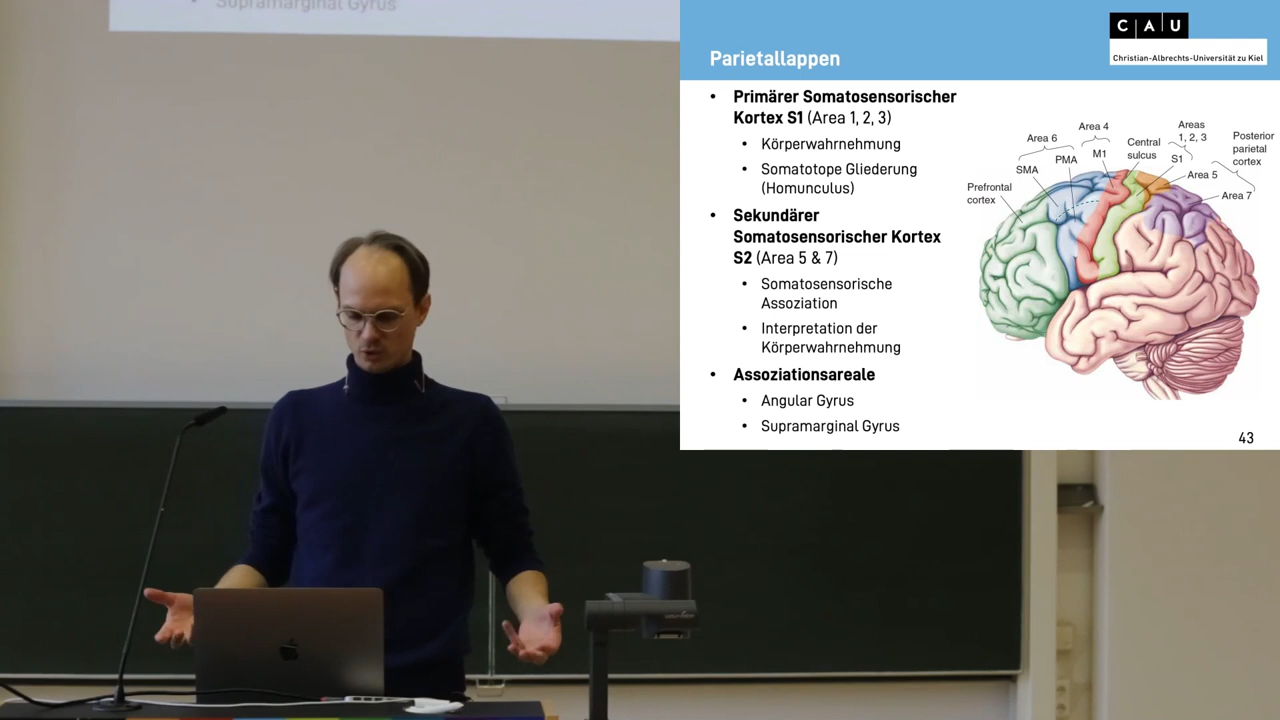 Supramarginal Gyrus
C A U
Christian-Albrechts-Universität zu Kiel
Parietallappen
• Primärer Somatosensorischer
Kortex S1 (Area 1, 2, 3)
• Körperwahrnehmung
• Somatotope Gliederung
(Homunculus)
• Sekundärer
Somatosensorischer Kortex
S2 (Area 5 & 7)
• Somatosensorische
Assoziation
• Interpretation der
Körperwahrnehmung
• Assoziationsareale
• Angular Gyrus
• Supramarginal Gyrus
Prefrontal
cortex
SMA
Area 6
PMA
Area 4
M1
Central
sulcus
Areas
1, 2, 3
S1
Area 5
Posterior
parietal
cortex
Area 7
43